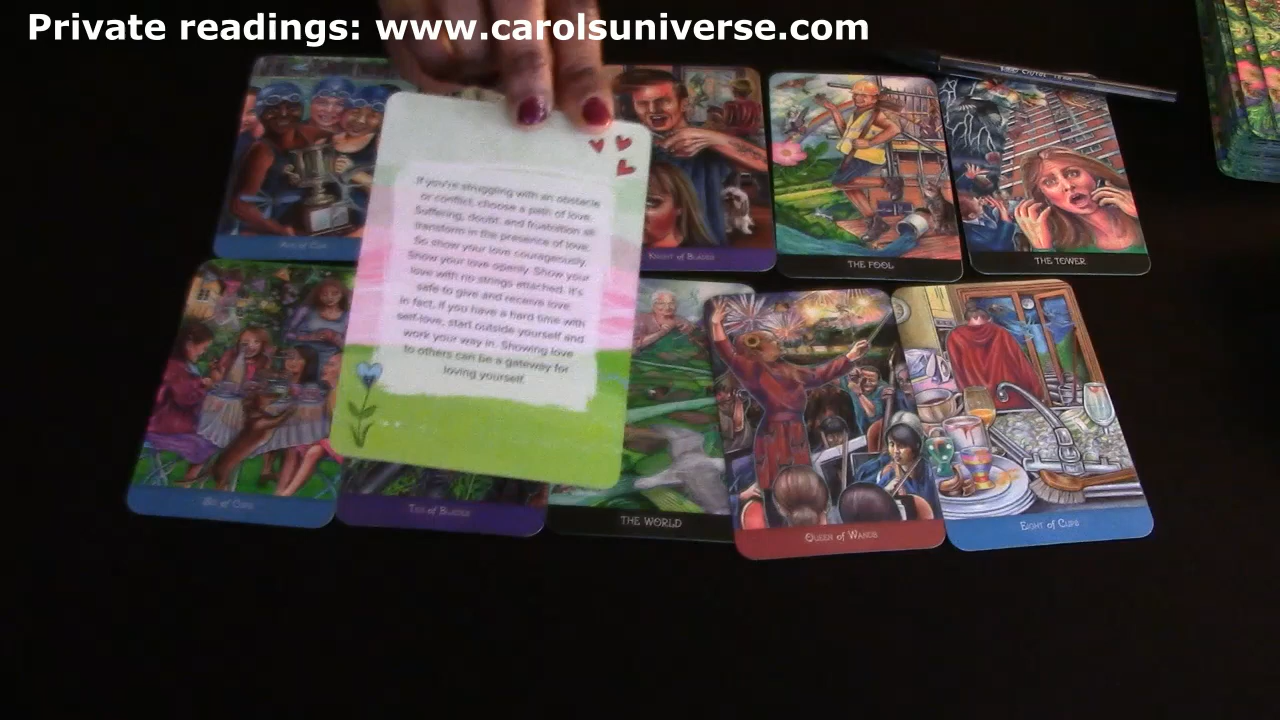 Private readings: www.carolsuniverse.com
If you're struggling with an obstacle
or conflict, choose a path of love.
Suffering, doubt, and frustration all
transform in the presence of love.
So show your love courageously.
Show your love openly. Show your
love with no strings attached. It's
safe to give and receive love.
In fact, if you have a hard time with
self-love, start outside yourself and
work your way in. Showing love
to others can be a gateway for
loving yourself.
Knight of Blades
THE FOOL
THE TOWER
Six of Cups
Ten of Blades
THE WORLD
Queen of Wands
Eight of Cups